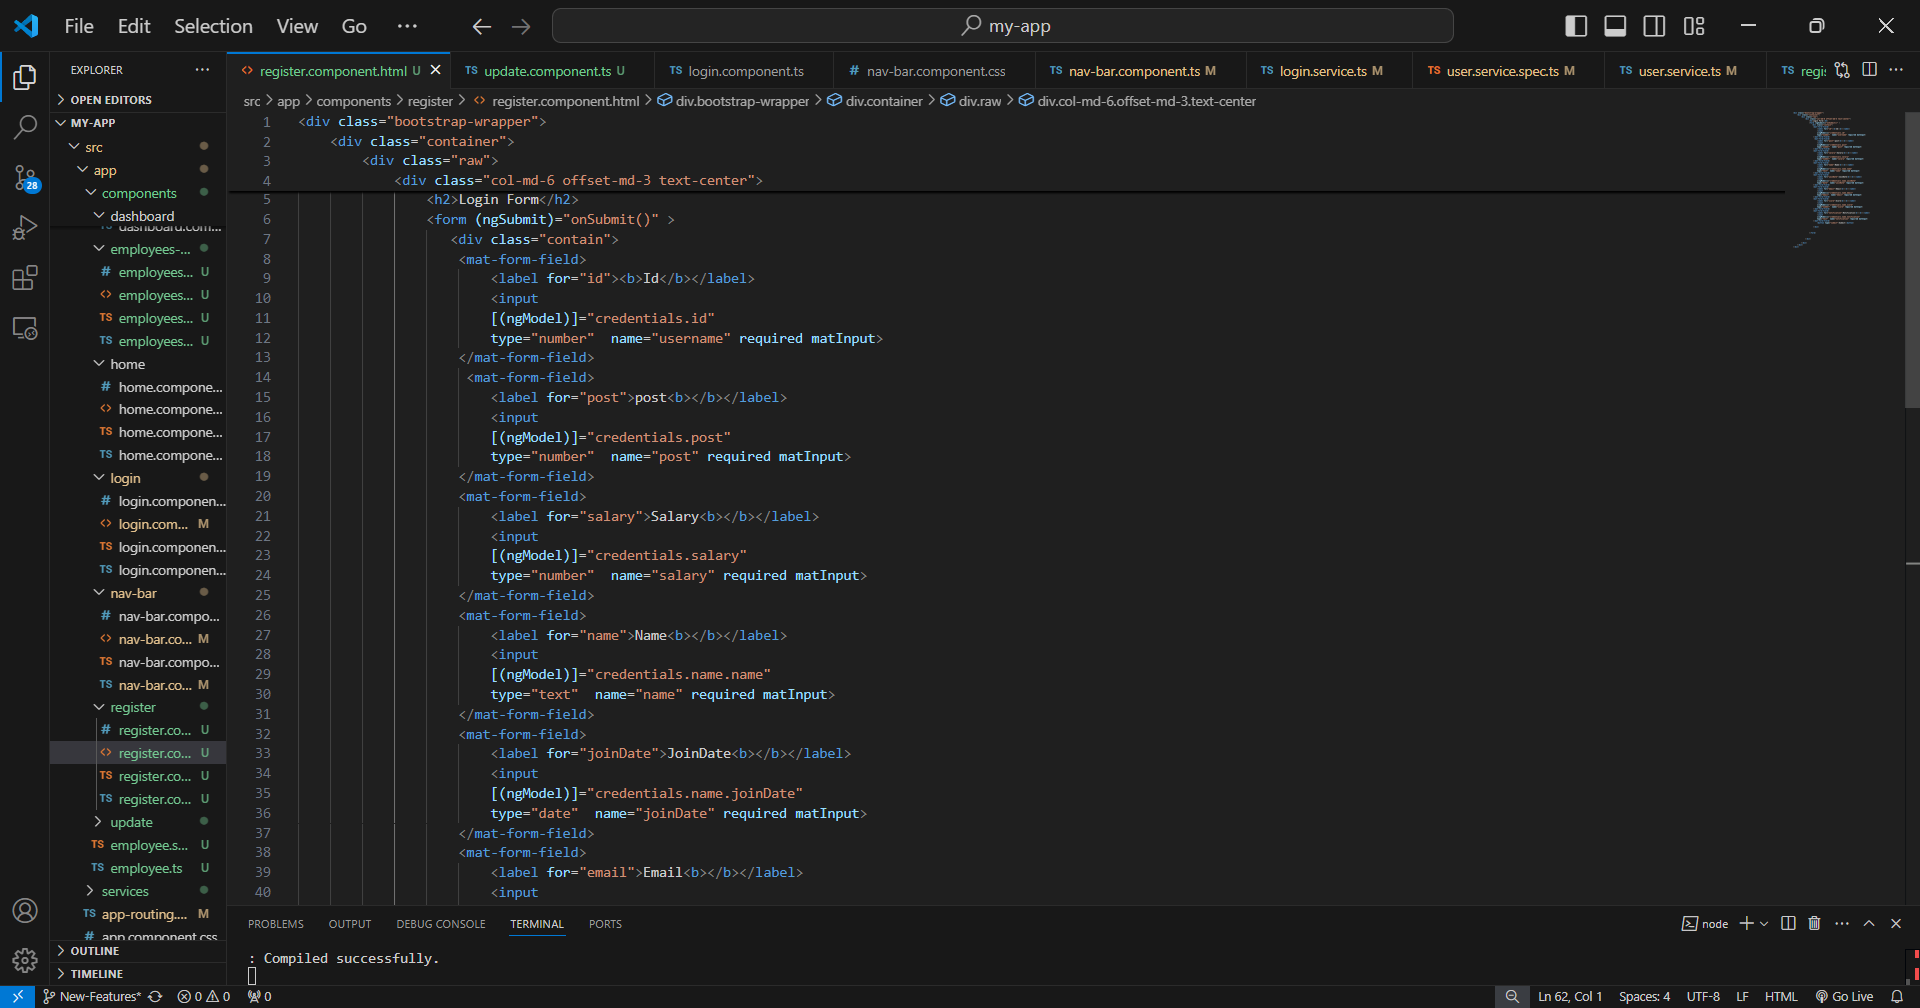 File Edit Selection View Go ··· my-app
EXPLORER ···
OPEN EDITORS
MY-APP
src
app
components
dashboard
dashboard.com...
employees-...
employees... U
employees... U
employees... U
employees... U
home
home.compone...
home.compone...
home.compone...
home.compone...
login
login.componen...
login.com... M
login.componen...
login.componen...
nav-bar
nav-bar.compo...
nav-bar.co... M
nav-bar.compo...
nav-bar.co... M
register
register.co... U
register.co... U
register.co... U
register.co... U
update
employee.s... U
employee.ts U
services
app-routing.... M
app.component.css
OUTLINE
TIMELINE
28
register.component.html U
TS update.component.ts U
TS login.component.ts
# nav-bar.component.css
TS nav-bar.component.ts M
TS login.service.ts M
TS user.service.spec.ts M
TS user.service.ts M
TS regis
src > app > components > register > register.component.html > div.bootstrap-wrapper > div.container > div.raw > div.col-md-6.offset-md-3.text-center
1 <div class="bootstrap-wrapper">
2 <div class="container">
3 <div class="raw">
4 <div class="col-md-6 offset-md-3 text-center">
5 <h2>Login Form</h2>
6 <form (ngSubmit)="onSubmit()" >
7 <div class="contain">
8 <mat-form-field>
9 <label for="id"><b>Id</b></label>
10 <input
11 [(ngModel)]="credentials.id"
12 type="number"  name="username" required matInput>
13 </mat-form-field>
14 <mat-form-field>
15 <label for="post">post<b></b></label>
16 <input
17 [(ngModel)]="credentials.post"
18 type="number"  name="post" required matInput>
19 </mat-form-field>
20 <mat-form-field>
21 <label for="salary">Salary<b></b></label>
22 <input
23 [(ngModel)]="credentials.salary"
24 type="number"  name="salary" required matInput>
25 </mat-form-field>
26 <mat-form-field>
27 <label for="name">Name<b></b></label>
28 <input
29 [(ngModel)]="credentials.name.name"
30 type="text"  name="name" required matInput>
31 </mat-form-field>
32 <mat-form-field>
33 <label for="joinDate">JoinDate<b></b></label>
34 <input
35 [(ngModel)]="credentials.name.joinDate"
36 type="date"  name="joinDate" required matInput>
37 </mat-form-field>
38 <mat-form-field>
39 <label for="email">Email<b></b></label>
40 <input
PROBLEMS OUTPUT DEBUG CONSOLE TERMINAL PORTS node
: Compiled successfully.
New-Features* 0 0 0 Ln 62, Col 1 Spaces: 4 UTF-8 LF HTML Go Live